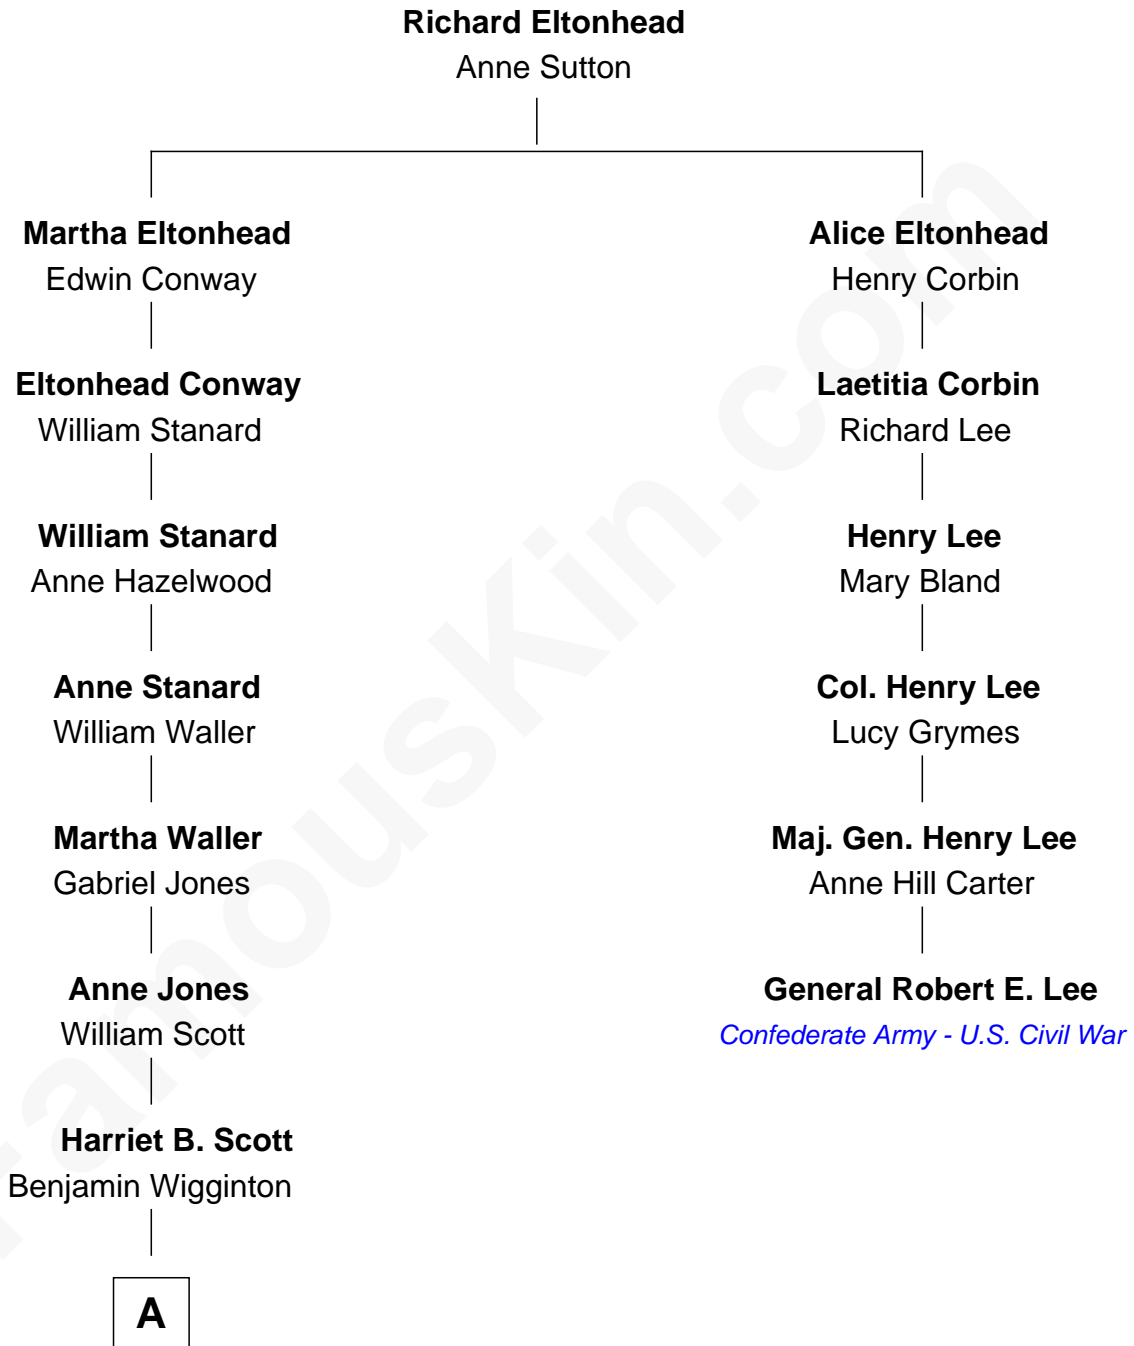 Richard Eltonhead
Anne Sutton
Martha Eltonhead
Edwin Conway
Eltonhead Conway
William Stanard
William Stanard
Anne Hazelwood
Anne Stanard
William Waller
Martha Waller
Gabriel Jones
Anne Jones
William Scott
Harriet B. Scott
Benjamin Wigginton
A
Alice Eltonhead
Henry Corbin
Laetitia Corbin
Richard Lee
Henry Lee
Mary Bland
Col. Henry Lee
Lucy Grymes
Maj. Gen. Henry Lee
Anne Hill Carter
General Robert E. Lee
Confederate Army - U.S. Civil War
FamousKin.com